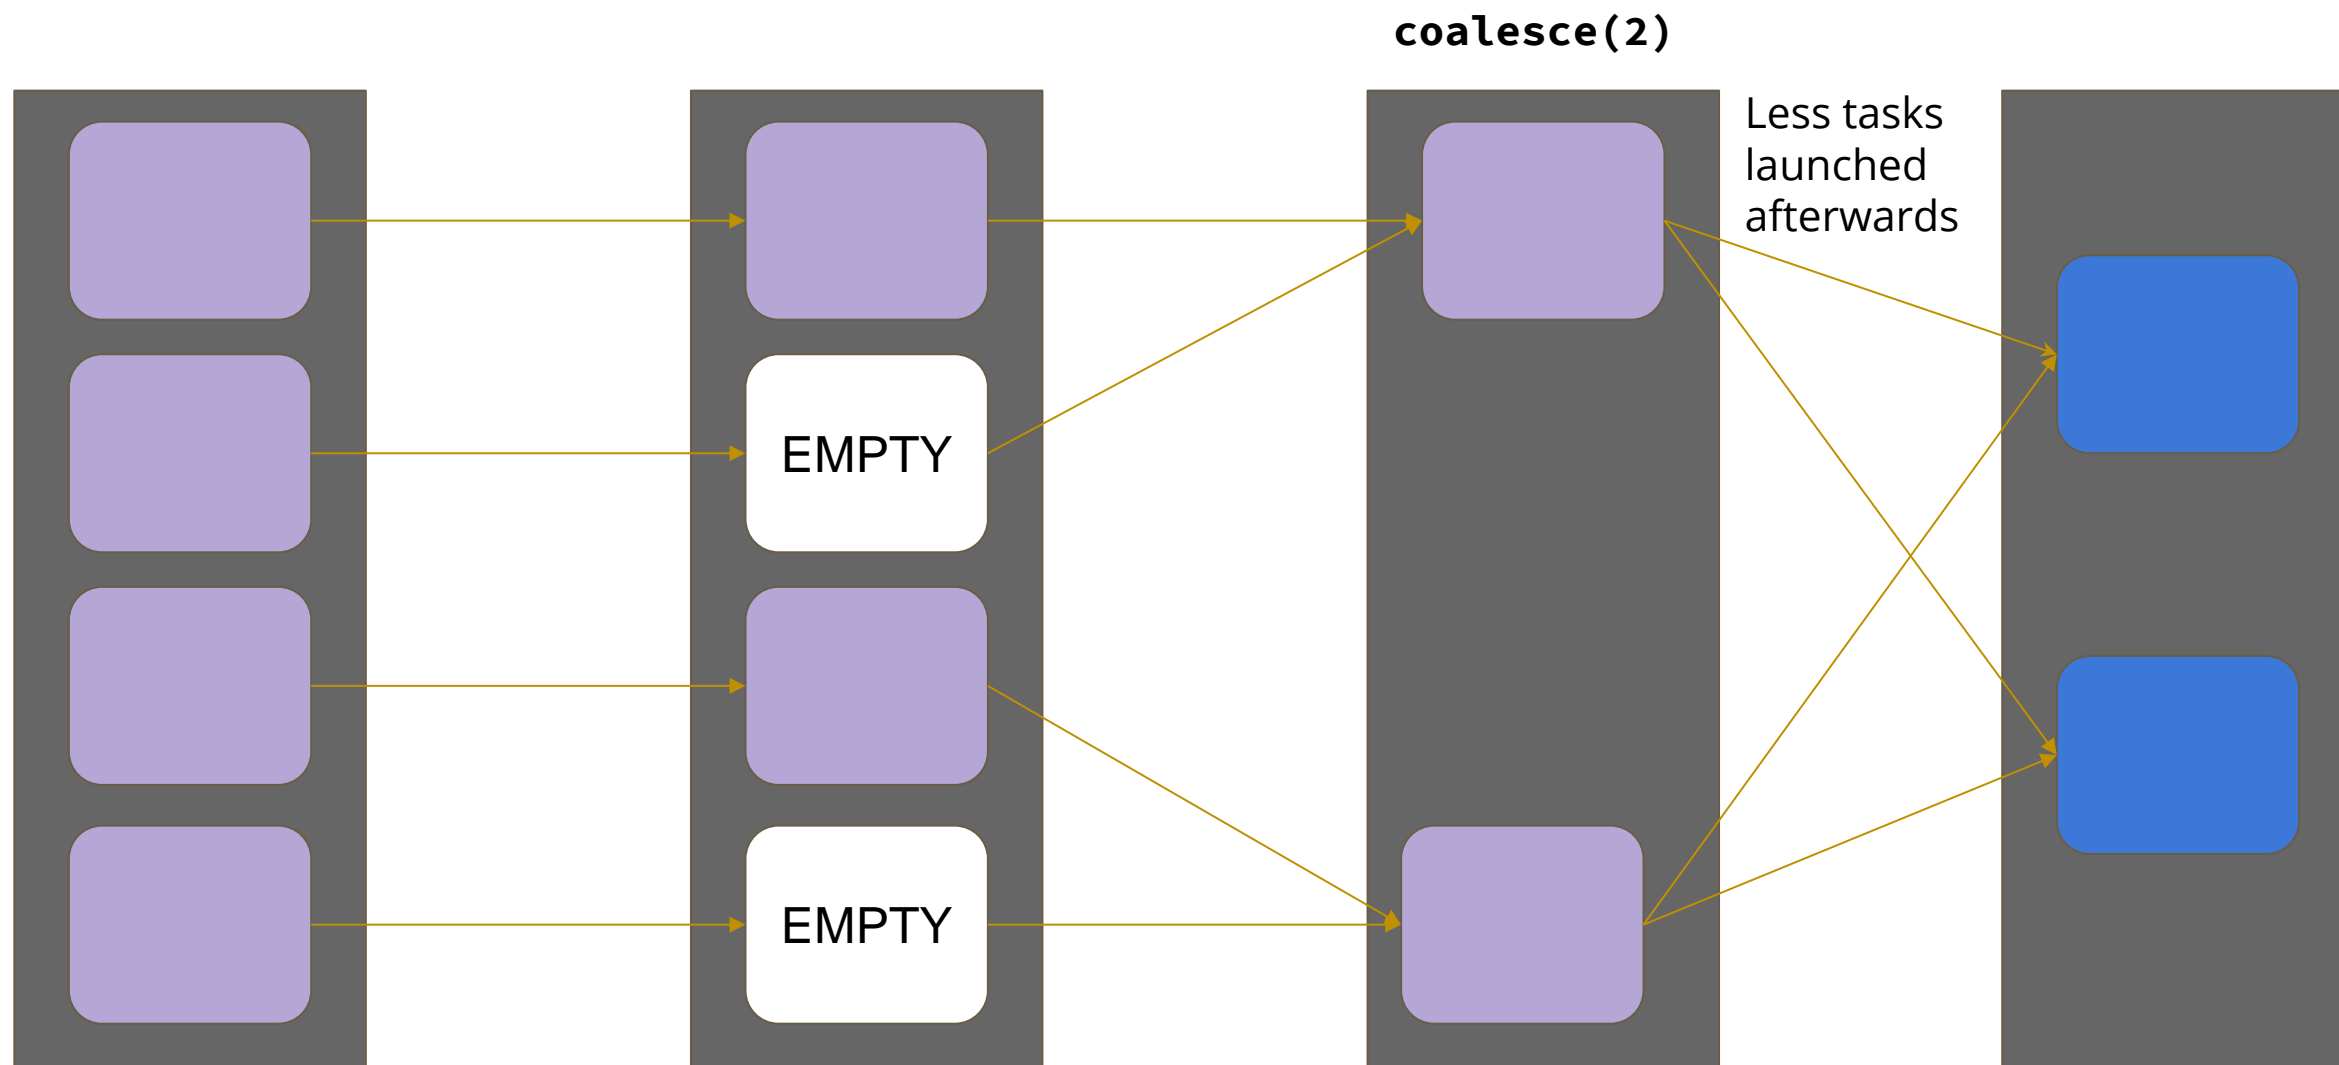 coalesce(2)
Less tasks
launched
afterwards
EMPTY
EMPTY